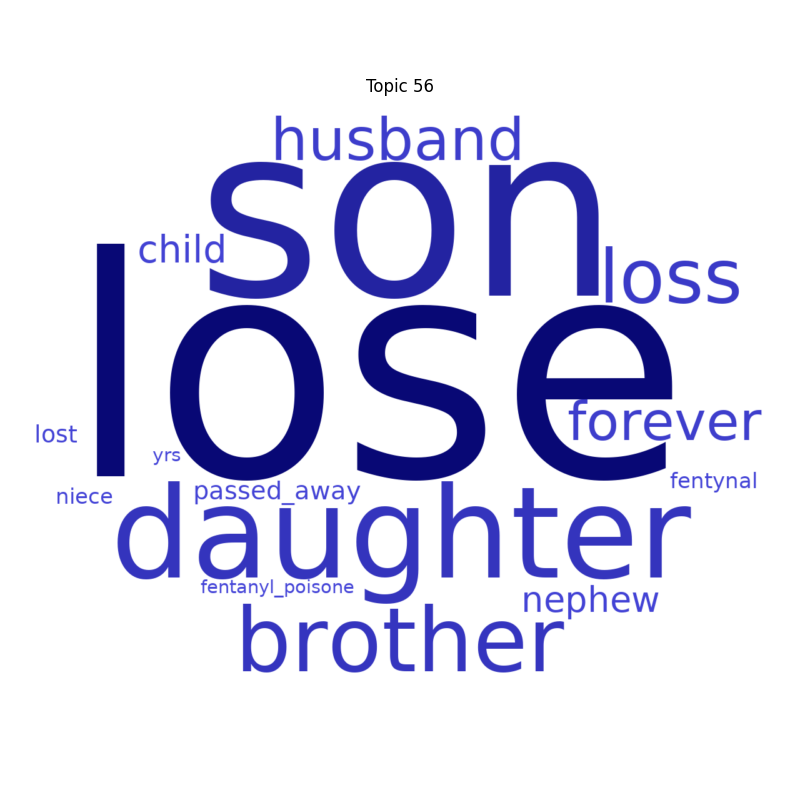 Topic 56
husband
son
child
loss
lose
forever
lost
yrs
fentynal
niece
passed_away
daughter
fentanyl_poisone
nephew
brother